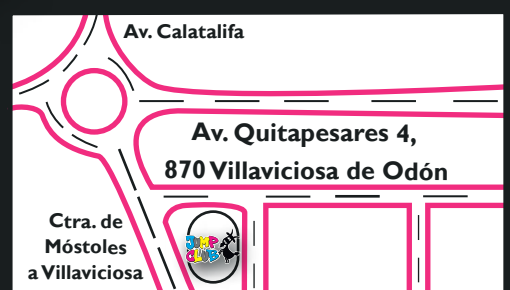 Av. Calatalifa
Av. Quitapesares 4,
870 Villaviciosa de Odón
Ctra. de
Móstoles
a Villaviciosa
JUMP
CLUB